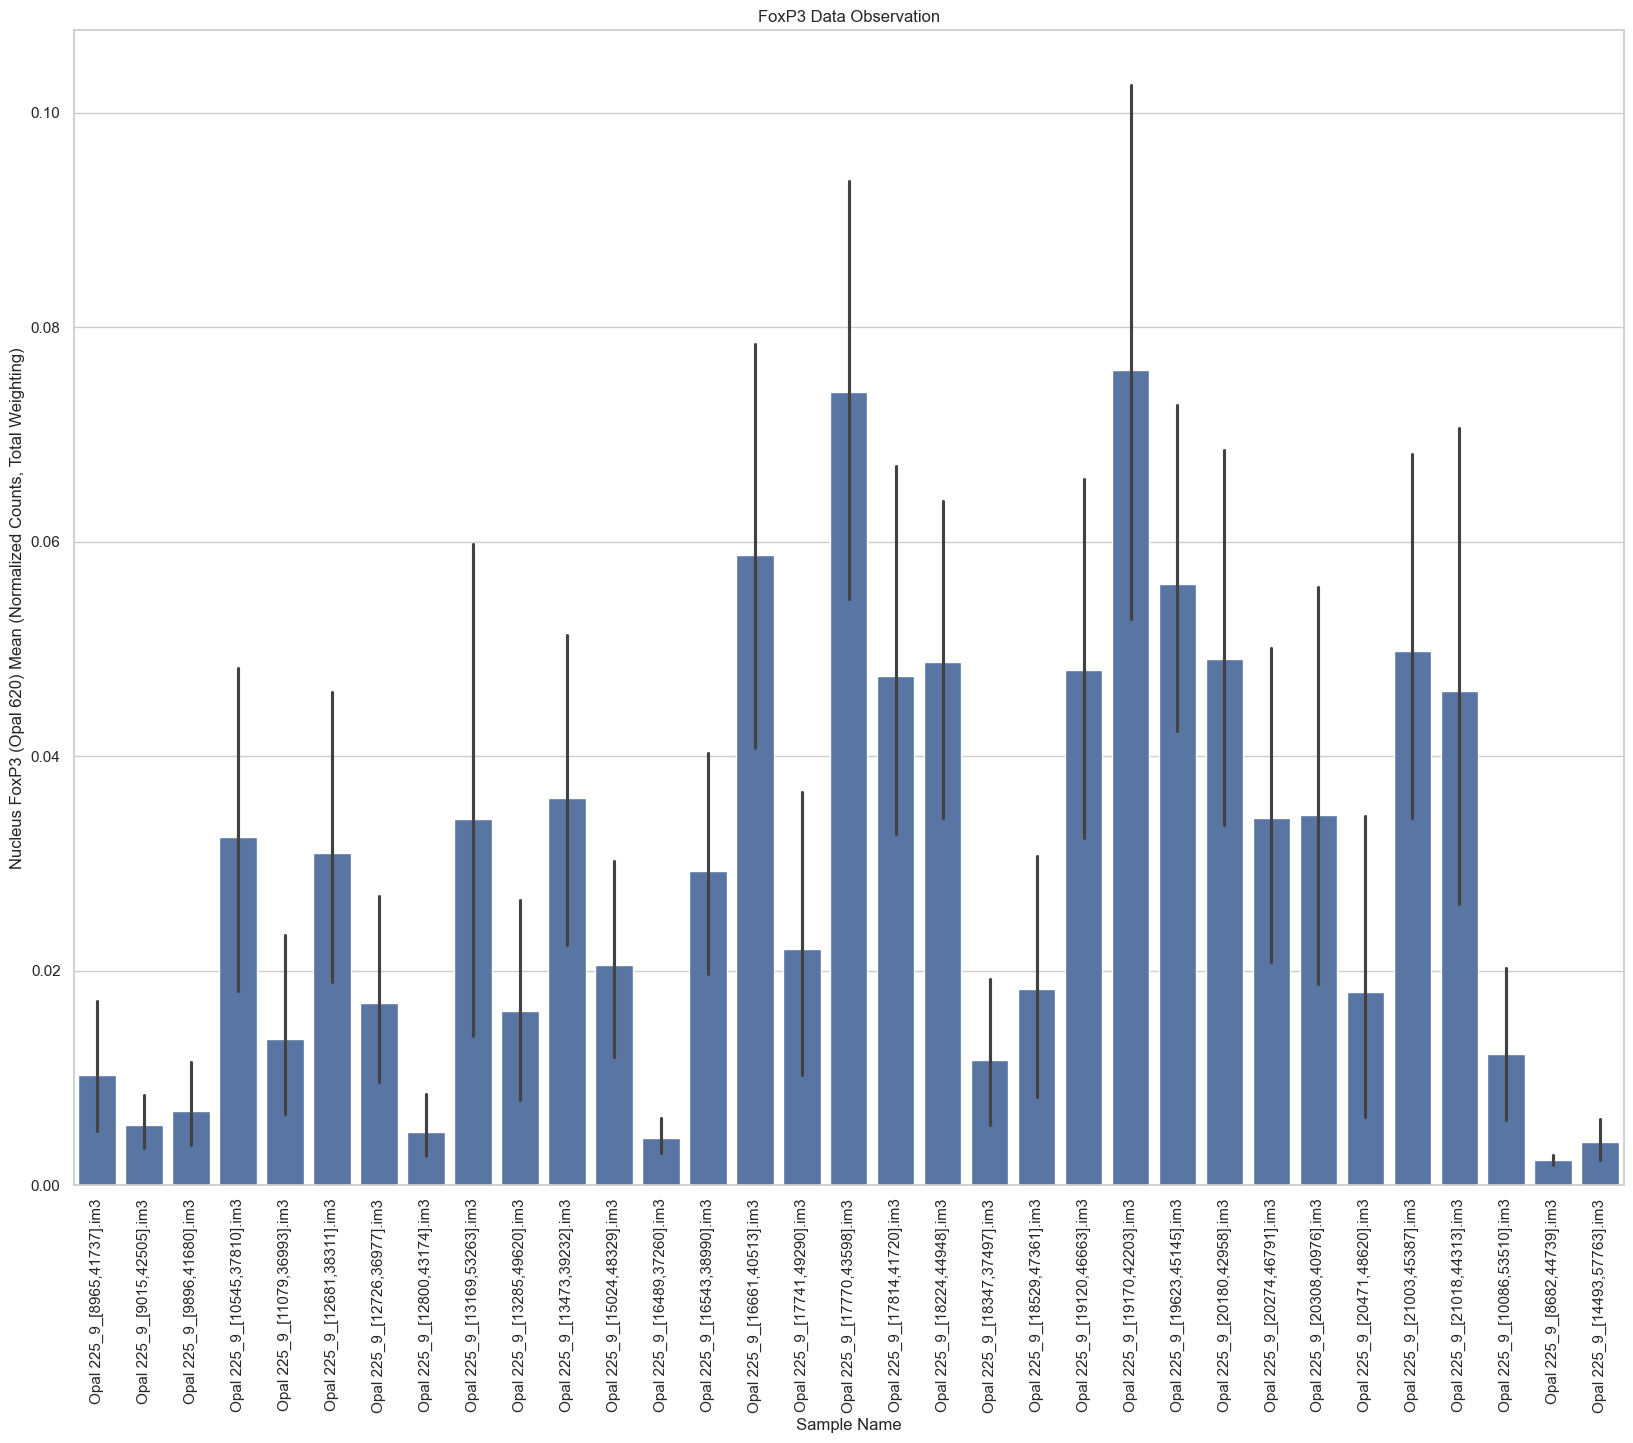 FoxP3 Data Observation
Nucleus FoxP3 (Opal 620) Mean (Normalized Counts, Total Weighting)
0.10
0.08
0.06
0.04
0.02
0.00
Opal 225_9_[8965,41737].im3
Opal 225_9_[9015,42505].im3
Opal 225_9_[9896,41680].im3
Opal 225_9_[10545,37810].im3
Opal 225_9_[11079,36993].im3
Opal 225_9_[12681,38311].im3
Opal 225_9_[12726,36977].im3
Opal 225_9_[12800,43174].im3
Opal 225_9_[13169,53263].im3
Opal 225_9_[13285,49620].im3
Opal 225_9_[13473,39232].im3
Opal 225_9_[15024,48329].im3
Opal 225_9_[16489,37260].im3
Opal 225_9_[16543,38990].im3
Opal 225_9_[16661,40513].im3
Opal 225_9_[17741,49290].im3
Opal 225_9_[17770,43598].im3
Opal 225_9_[17814,41720].im3
Opal 225_9_[18224,44948].im3
Opal 225_9_[18347,37497].im3
Opal 225_9_[18529,47361].im3
Opal 225_9_[19120,46663].im3
Opal 225_9_[19170,42203].im3
Opal 225_9_[19623,45145].im3
Opal 225_9_[20180,42958].im3
Opal 225_9_[20274,46791].im3
Opal 225_9_[20308,40976].im3
Opal 225_9_[20471,48620].im3
Opal 225_9_[21003,45387].im3
Opal 225_9_[21018,44313].im3
Opal 225_9_[10086,53510].im3
Opal 225_9_[8682,44739].im3
Opal 225_9_[14493,57763].im3
Sample Name